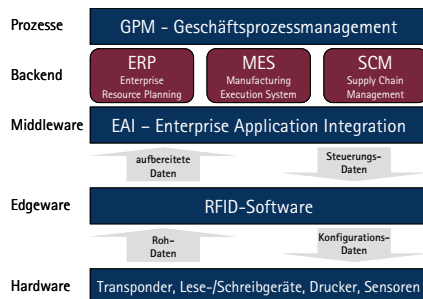 Prozesse
GPM - Geschäftsprozessmanagement
Backend
ERP
Enterprise
Resource Planning
MES
Manufacturing
Execution System
SCM
Supply Chain
Management
Middleware
EAI – Enterprise Application Integration
aufbereitete
Daten
Steuerungs-
Daten
Edgeware
RFID-Software
Roh-
Daten
Konfigurations-
Daten
Hardware
Transponder, Lese-/Schreibgeräte, Drucker, Sensoren